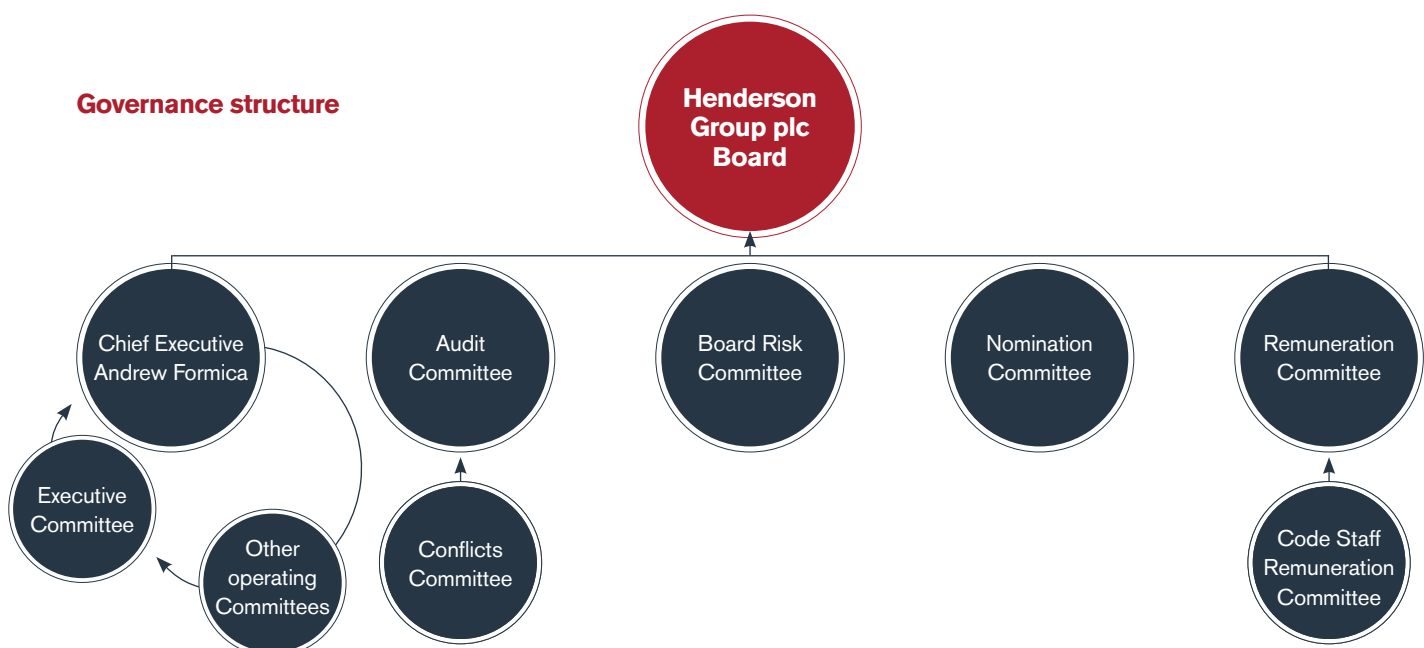 Governance structure
Henderson
Group plc
Board
Chief Executive
Andrew Formica
Audit
Committee
Board Risk
Committee
Nomination
Committee
Remuneration
Committee
Executive
Committee
Other
operating
Committees
Conflicts
Committee
Code Staff
Remuneration
Committee